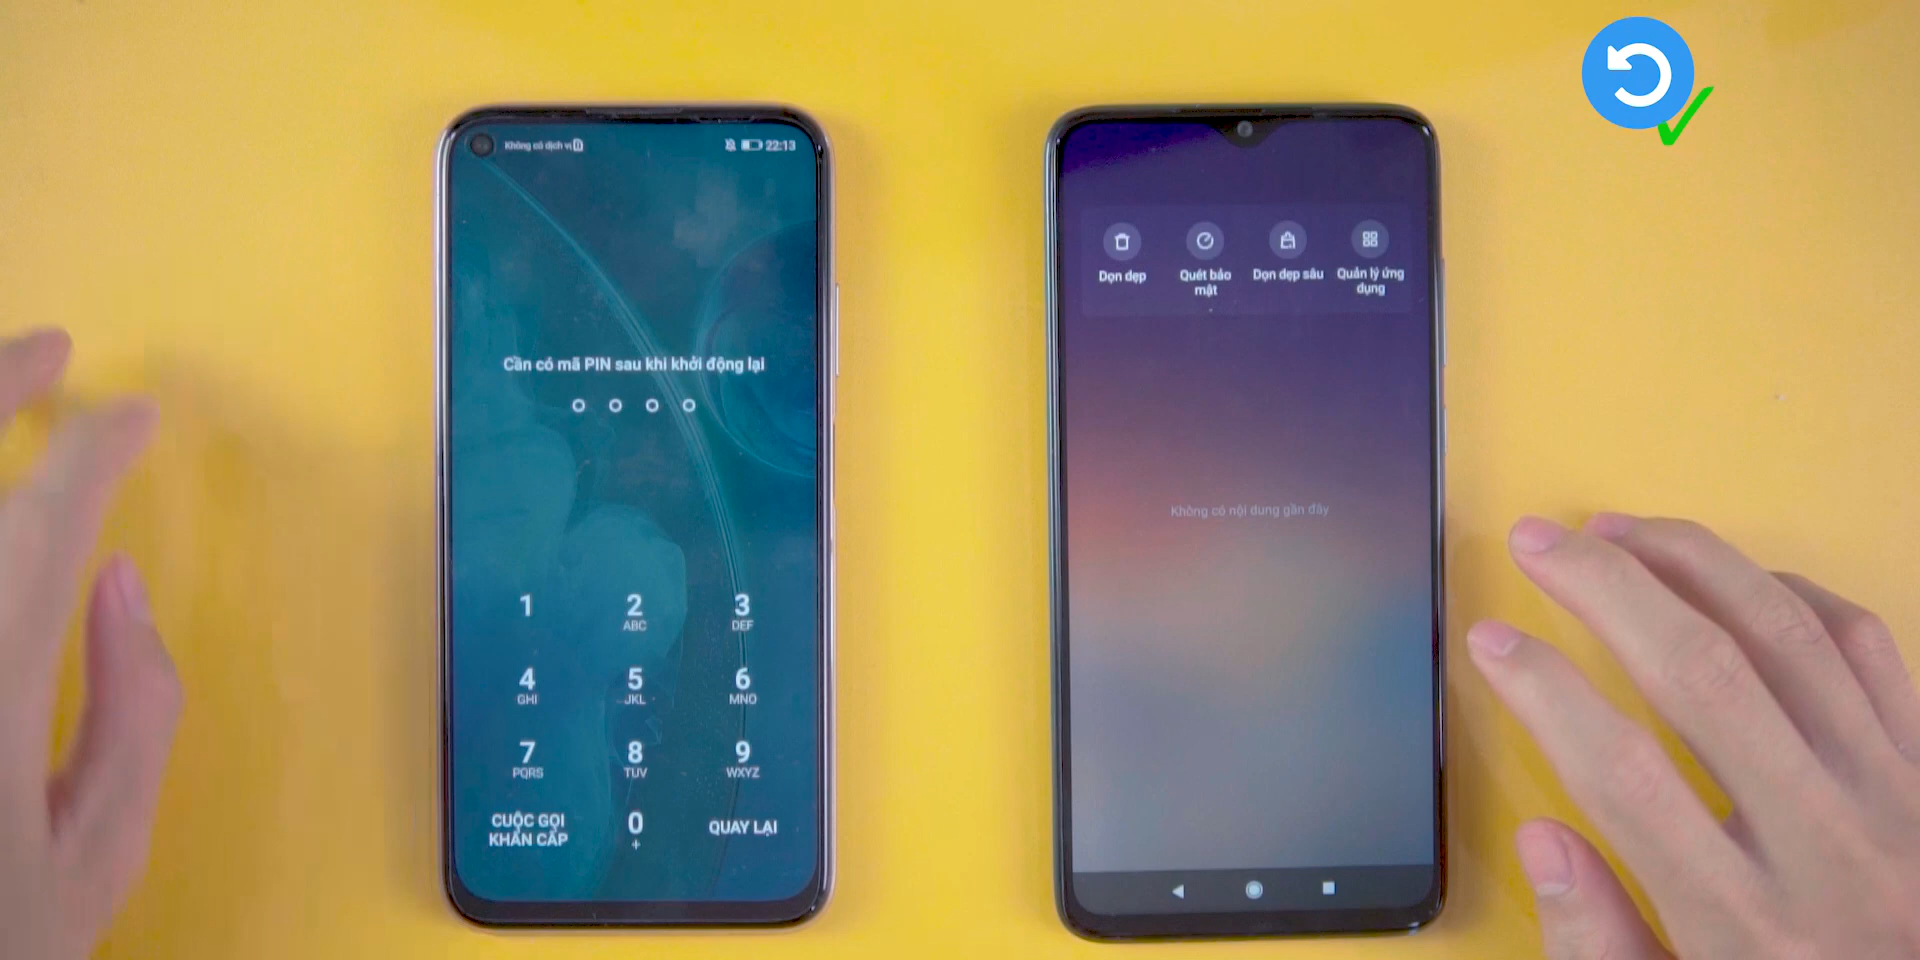 Không có dịch vụ
22:13
Cần có mã PIN sau khi khởi động lại
1
2
ABC
3
DEF
4
GHI
5
JKL
6
MNO
7
PQRS
8
TUV
9
WXYZ
CUỘC GỌI
KHẨN CẤP
0
+
QUAY LẠI
Dọn dẹp
Quét bảo
mật
Dọn dẹp sâu
Quản lý ứng
dụng
Không có nội dung gần đây